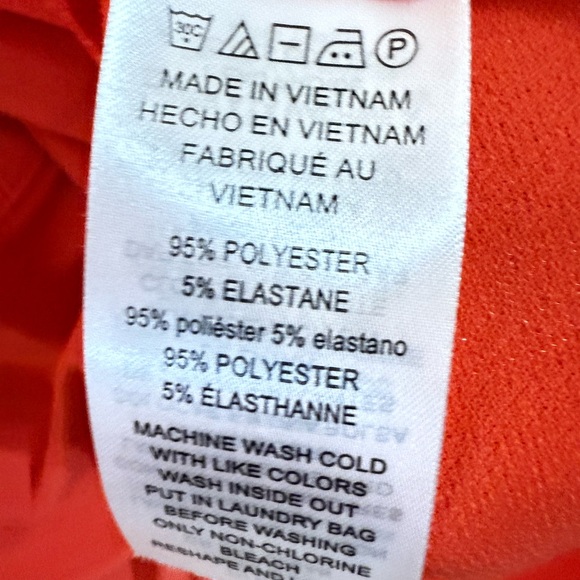 30C P
MADE IN VIETNAM
HECHO EN VIETNAM
FABRIQUÉ AU
VIETNAM
95% POLYESTER
5% ELASTANE
95% poliéster 5% elastano
95% POLYESTER
5% ÉLASTHANNE
MACHINE WASH COLD
WITH LIKE COLORS
WASH INSIDE OUT
PUT IN LAUNDRY BAG
BEFORE WASHING
ONLY NON-CHLORINE
BLEACH
RESHAPE AND